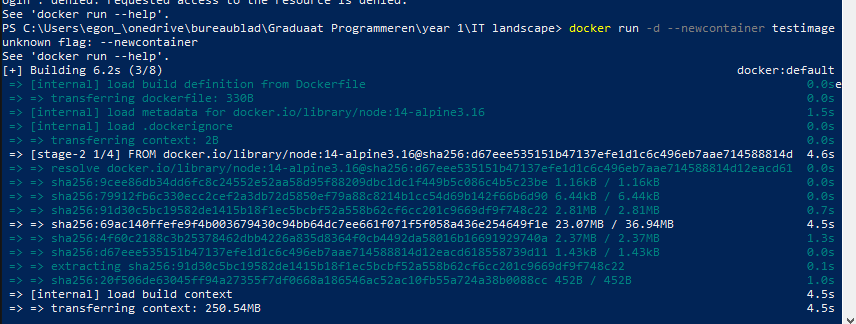 ogin': denied: requested access to the resource is denied.
See 'docker run --help'.
PS C:\Users\egon_\onedrive\bureaublad\Graduaat Programmeren\year 1\IT landscape> docker run -d --newcontainer testimage
unknown flag: --newcontainer
See 'docker run --help'.
[+] Building 6.2s (3/8) docker:default
=> [internal] load build definition from Dockerfile 0.0se
=> => transferring dockerfile: 330B 0.0s
=> [internal] load metadata for docker.io/library/node:14-alpine3.16 1.5s
=> [internal] load .dockerignore 0.0s
=> => transferring context: 2B 0.0s
=> [stage-2 1/4] FROM docker.io/library/node:14-alpine3.16@sha256:d67eee535151b47137efe1d1c6c496eb7aae714588814d 4.6s
=> => resolve docker.io/library/node:14-alpine3.16@sha256:d67eee535151b47137efe1d1c6c496eb7aae714588814d12eacd61 0.0s
=> => sha256:9cee86db34dd6fc8c24552e52aa58d95f88209dbc1dc1f449b5c086c4b5c23be 1.16kB / 1.16kB 0.0s
=> => sha256:79912fb6c330ecc2cef2a3db72d5850ef79a88c8214b1cc54d69b142f66b6d90 6.44kB / 6.44kB 0.0s
=> => sha256:91d30c5bc19582de1415b18f1ec5bcbf52a558b62cf6cc201c9669df9f748c22 2.81MB / 2.81MB 0.7s
=> => sha256:69ac140ffefe9f4b003679430c94bb64dc7ee661f071f5f058a436e254649f1e 23.07MB / 36.94MB 4.5s
=> => sha256:4f60c2188c3b25378462dbb4226a835d8364f0cb4492da58016b16691929740a 2.37MB / 2.37MB 1.3s
=> => sha256:d67eee535151b47137efe1d1c6c496eb7aae714588814d12eacd618558739d11 1.43kB / 1.43kB 0.0s
=> => extracting sha256:91d30c5bc19582de1415b18f1ec5bcbf52a558b62cf6cc201c9669df9f748c22 0.1s
=> => sha256:20f506de63045ff94a27355f7df0668a186546ac52ac10fb55a724a38b0088cc 452B / 452B 1.0s
=> [internal] load build context 4.5s
=> => transferring context: 250.54MB 4.5s